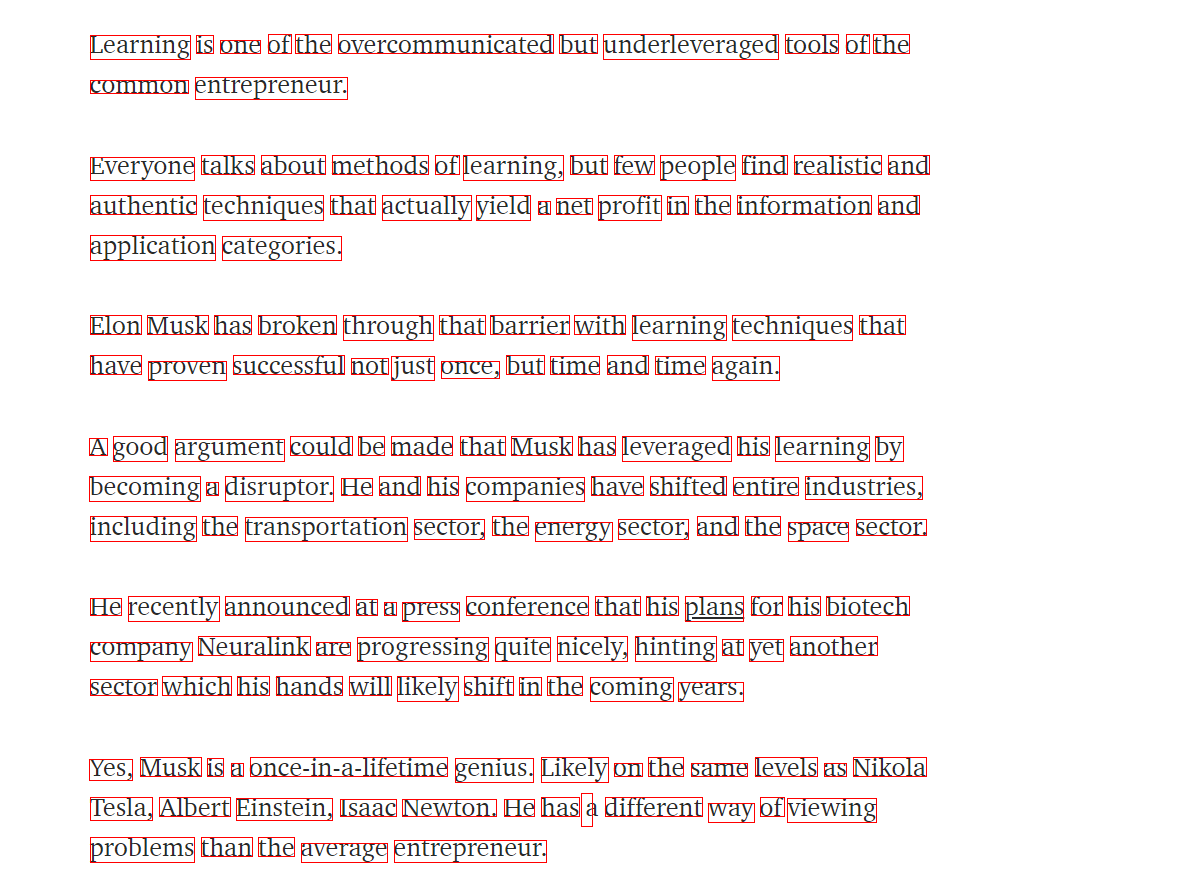 Learning is one of the overcommunicated but underleveraged tools of the
common entrepreneur.
Everyone talks about methods of learning, but few people find realistic and
authentic techniques that actually yield a net profit in the information and
application categories.
Elon Musk has broken through that barrier with learning techniques that
have proven successful not just once, but time and time again.
A good argument could be made that Musk has leveraged his learning by
becoming a disruptor. He and his companies have shifted entire industries,
including the transportation sector, the energy sector, and the space sector.
He recently announced at a press conference that his plans for his biotech
company Neuralink are progressing quite nicely, hinting at yet another
sector which his hands will likely shift in the coming years.
Yes, Musk is a once-in-a-lifetime genius. Likely on the same levels as Nikola
Tesla, Albert Einstein, Isaac Newton. He has a different way of viewing
problems than the average entrepreneur.